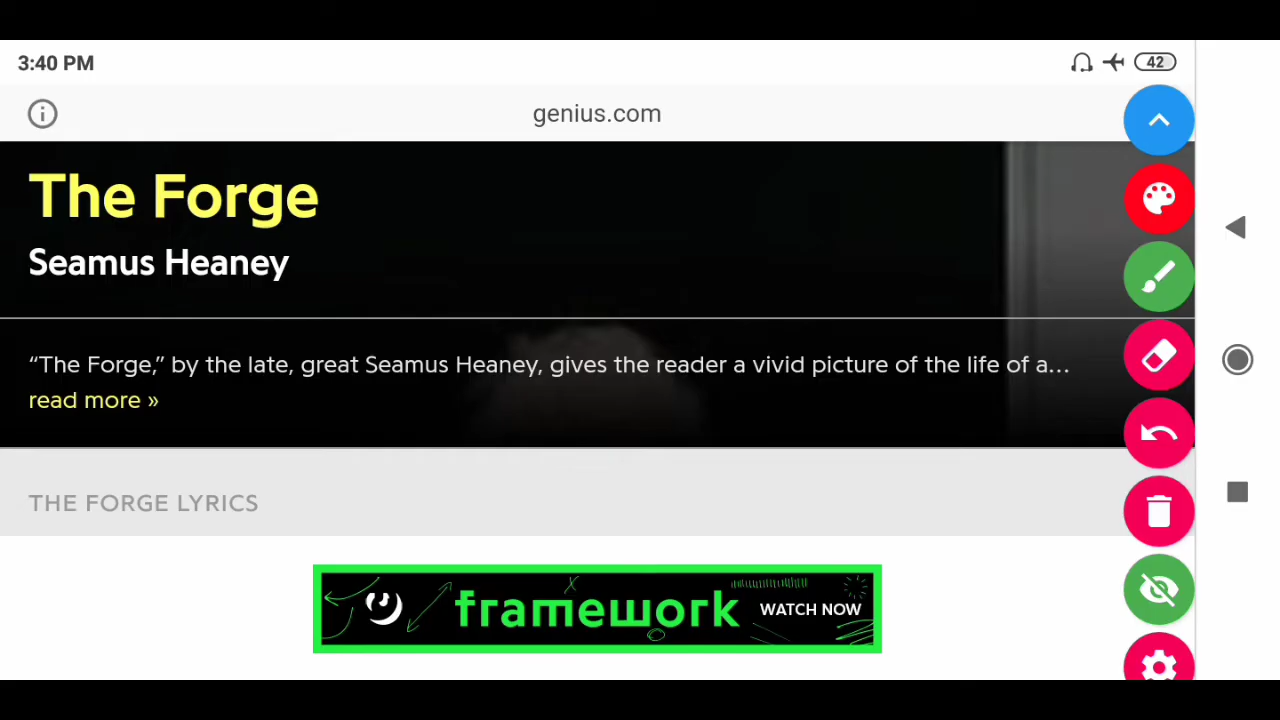 3:40 PM
42
genius.com
The Forge
Seamus Heaney
“The Forge,” by the late, great Seamus Heaney, gives the reader a vivid picture of the life of a...
read more »
THE FORGE LYRICS
framework
WATCH NOW